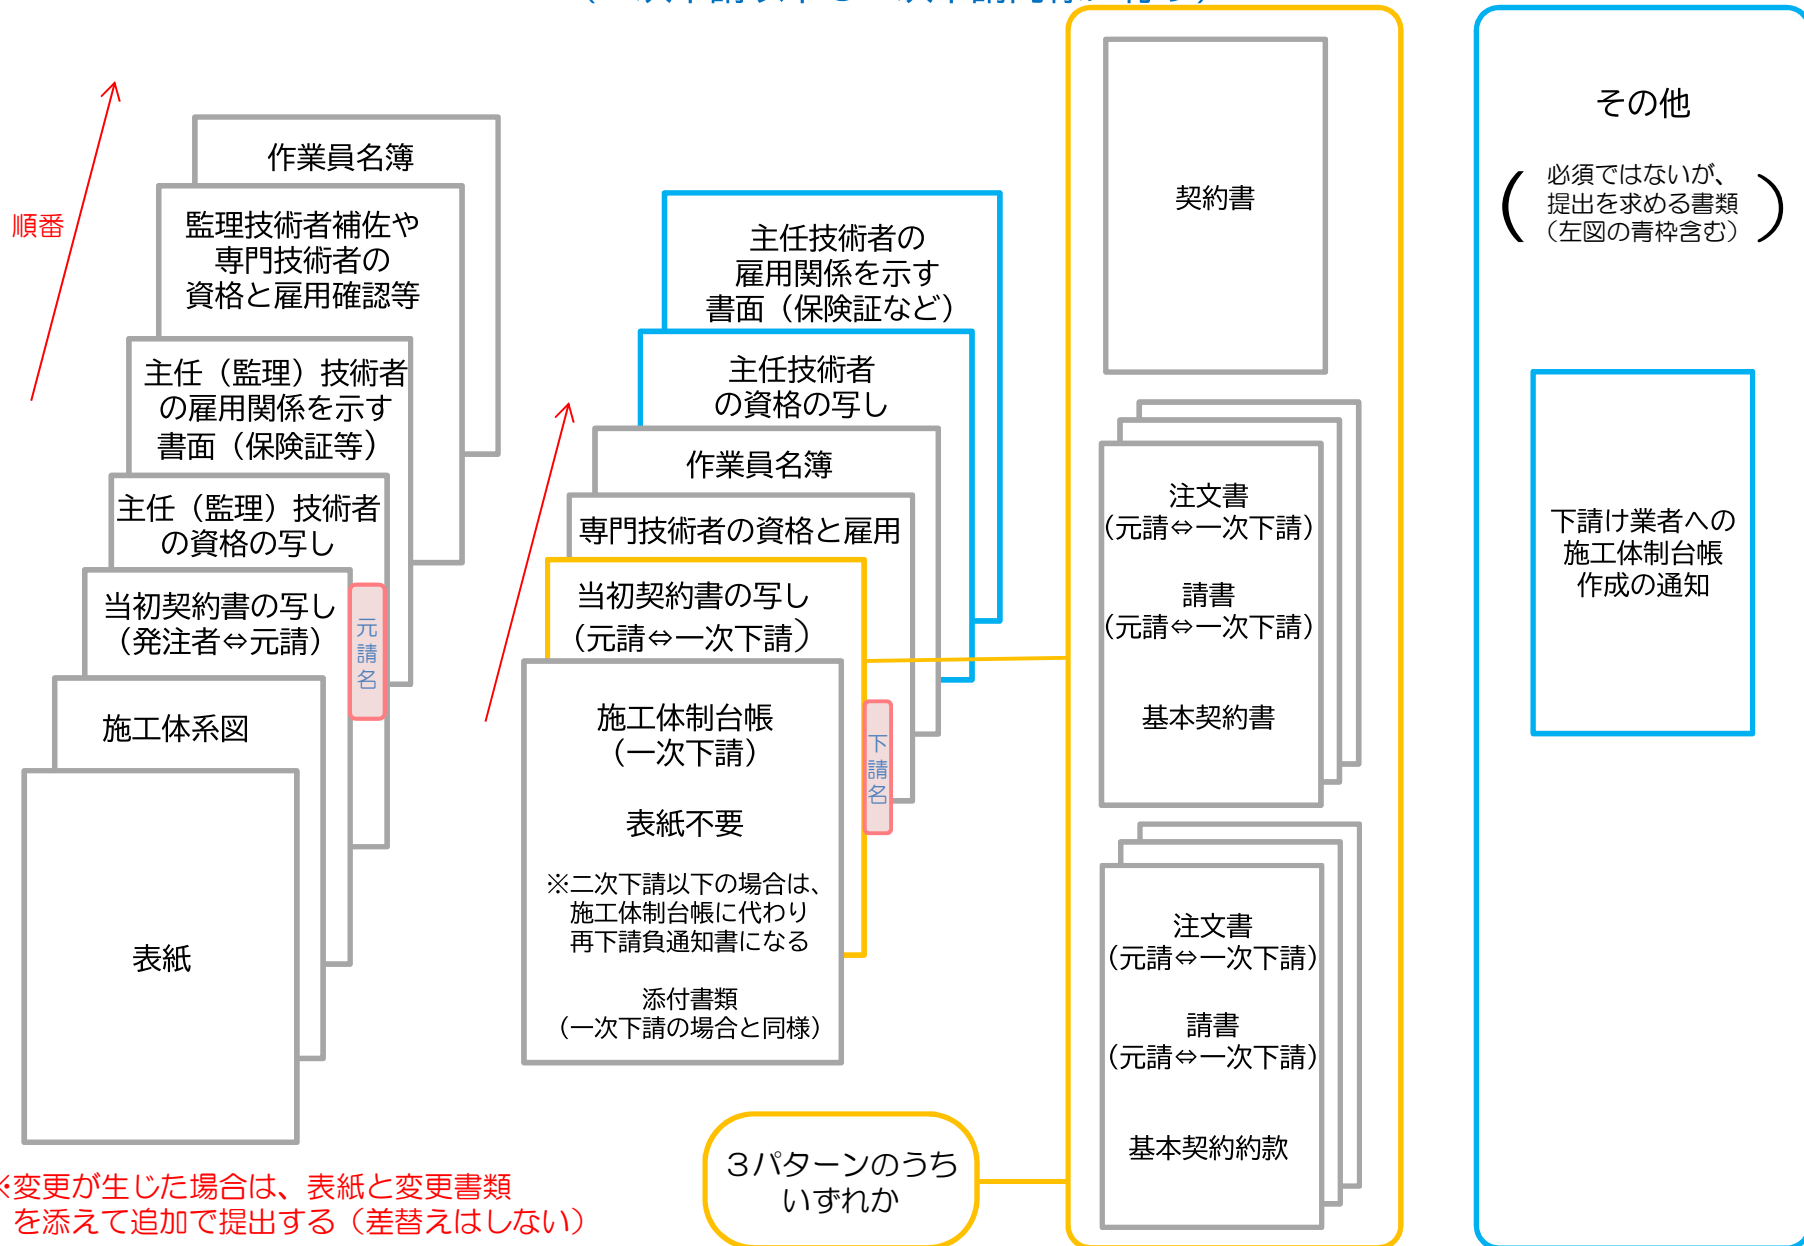 順番
作業員名簿
監理技術者補佐や
専門技術者の
資格と雇用確認等
主任（監理）技術者
の雇用関係を示す
書面（保険証等）
主任（監理）技術者
の資格の写し
当初契約書の写し
（発注者⇔元請）
元請名
施工体系図
表紙
※変更が生じた場合は、表紙と変更書類
を添えて追加で提出する（差替えはしない）
主任技術者の
雇用関係を示す
書面（保険証など）
主任技術者
の資格の写し
作業員名簿
専門技術者の資格と雇用
当初契約書の写し
（元請⇔一次下請）
施工体制台帳
（一次下請）
表紙不要
※二次下請以下の場合は、
施工体制台帳に代わり
再下請負通知書になる
添付書類
（一次下請の場合と同様）
下請名
３パターンのうち
いずれか
契約書
注文書
（元請⇔一次下請）
請書
（元請⇔一次下請）
基本契約書
注文書
（元請⇔一次下請）
請書
（元請⇔一次下請）
基本契約約款
その他
（必須ではないが、
提出を求める書類
（左図の青枠含む））
下請け業者への
施工体制台帳
作成の通知